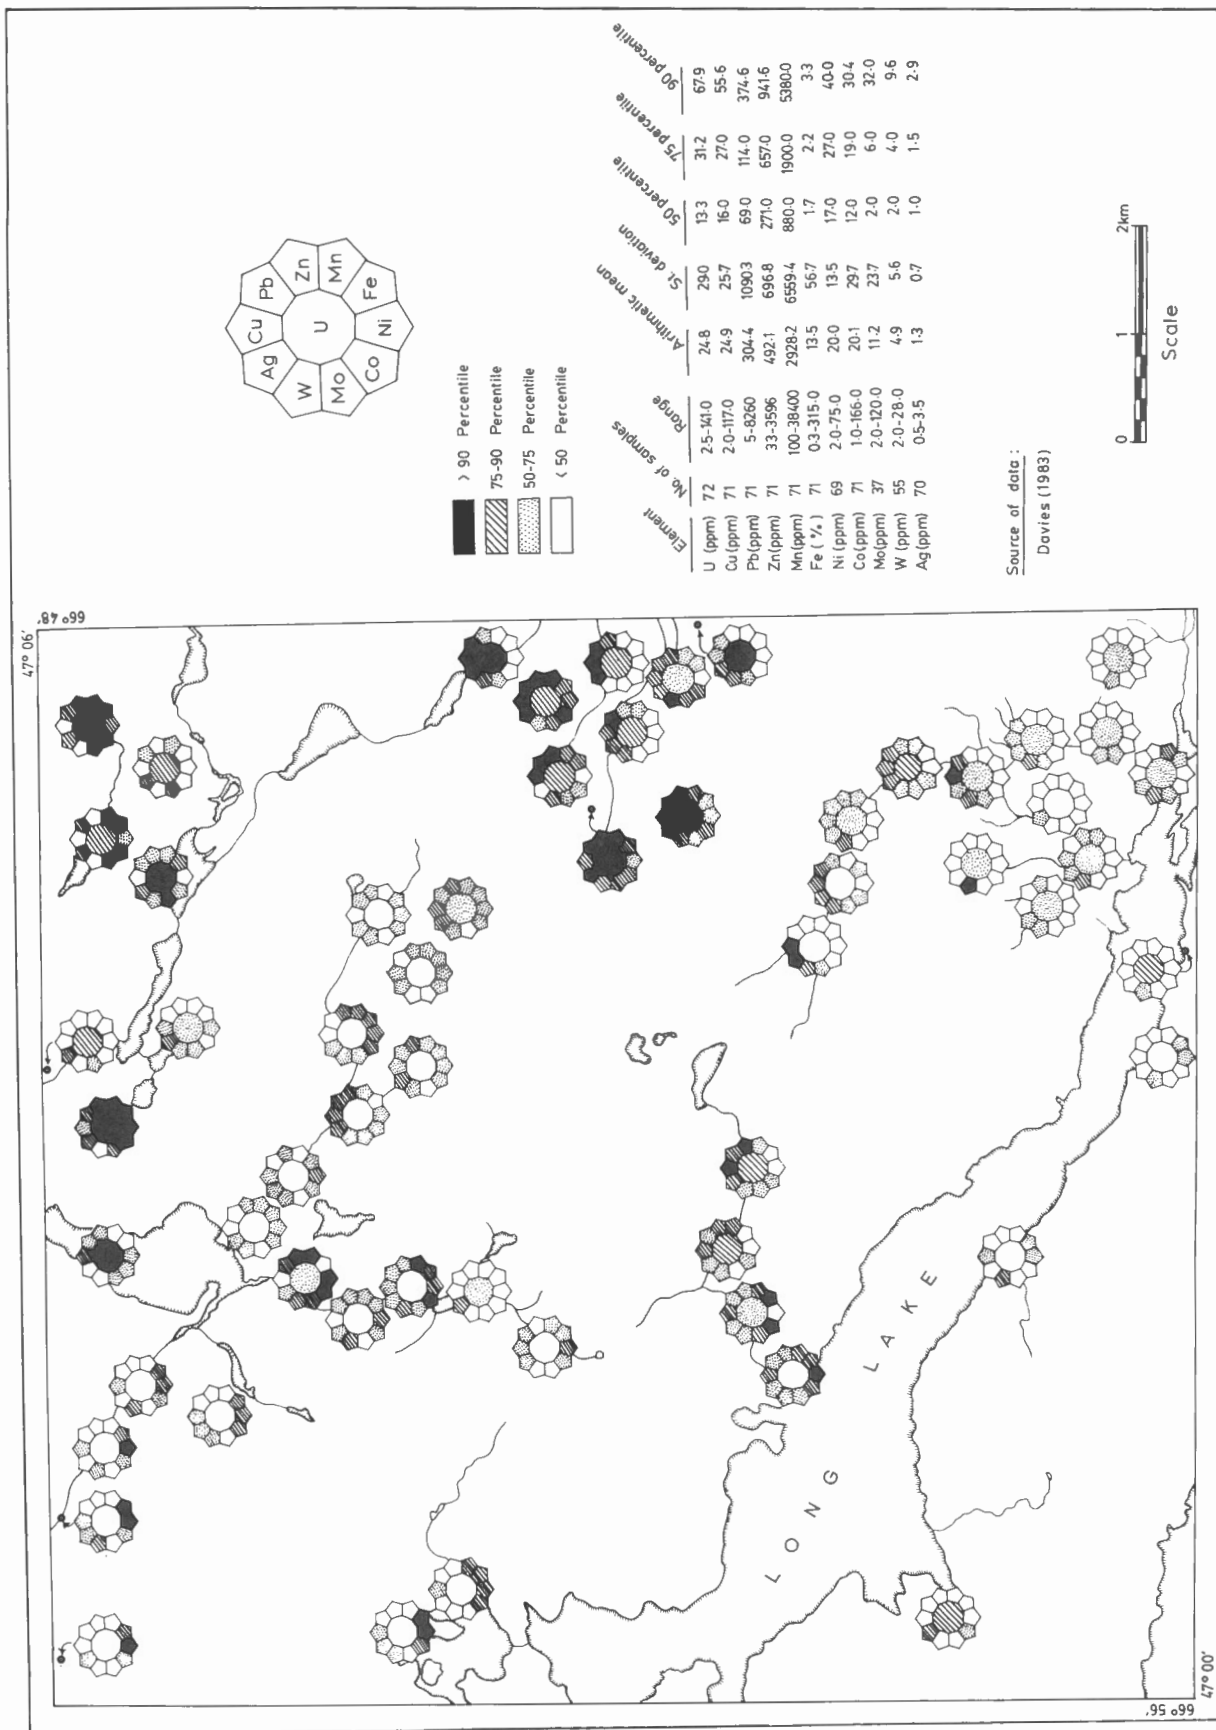 47° 06'
66° 48'
66° 56'
47° 00'
LONG LAKE
U
Cu
Pb
Zn
Mn
Fe
Ni
Co
Mo
W
Ag
> 90 Percentile
75-90 Percentile
50-75 Percentile
< 50 Percentile
Element No. of samples Range Arithmetic mean St. deviation 50 percentile 75 percentile 90 percentile
U (ppm) 72 2·5-141·0 24·8 29·0 13·3 31·2 67·9
Cu (ppm) 71 2·0-117·0 24·9 25·7 16·0 27·0 55·6
Pb (ppm) 71 5-8260 304·4 1090·3 69·0 114·0 374·6
Zn (ppm) 71 33-3596 492·1 696·8 271·0 657·0 941·6
Mn (ppm) 71 100-38400 2928·2 6559·4 880·0 1900·0 5380·0
Fe (%) 71 0·3-315·0 13·5 56·7 1·7 2·2 3·3
Ni (ppm) 69 2·0-75·0 20·0 13·5 17·0 27·0 40·0
Co (ppm) 71 1·0-166·0 20·1 29·7 12·0 19·0 30·4
Mo (ppm) 37 2·0-120·0 11·2 23·7 2·0 6·0 32·0
W (ppm) 55 2·0-28·0 4·9 5·6 2·0 4·0 9·6
Ag (ppm) 70 0·5-3·5 1·3 0·7 1·0 1·5 2·9
Source of data :
Davies (1983)
0 1 2km
Scale